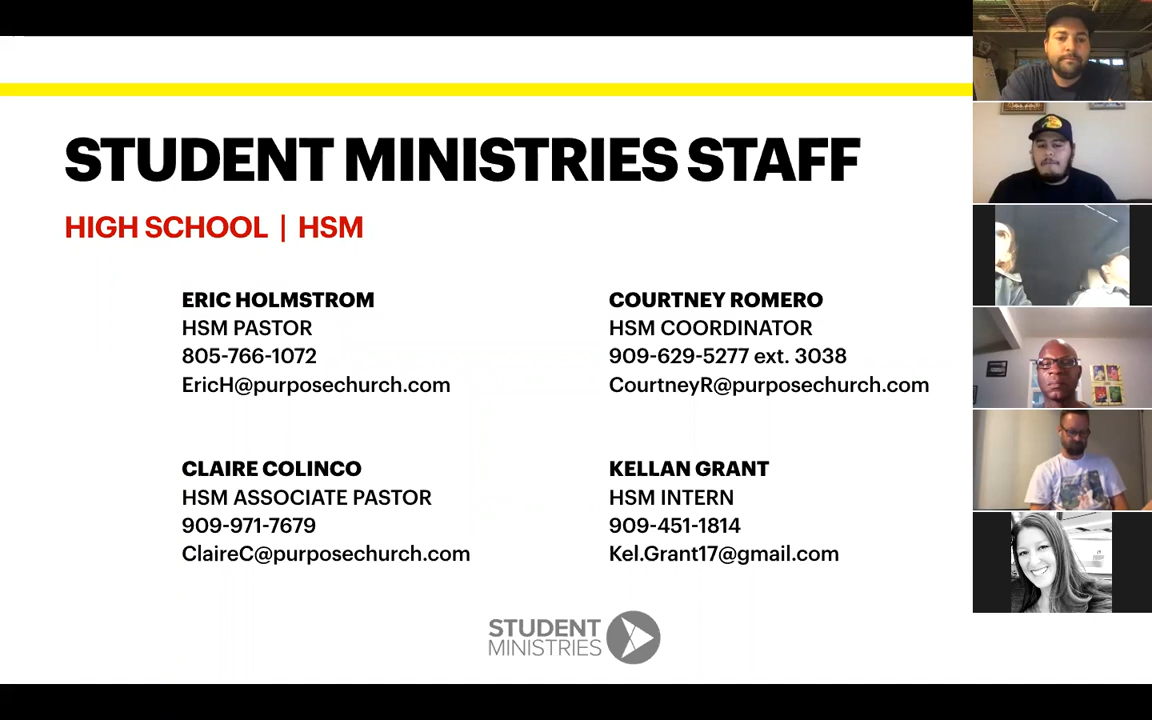 STUDENT MINISTRIES STAFF
HIGH SCHOOL | HSM
ERIC HOLMSTROM
HSM PASTOR
805-766-1072
EricH@purposechurch.com
COURTNEY ROMERO
HSM COORDINATOR
909-629-5277 ext. 3038
CourtneyR@purposechurch.com
CLAIRE COLINCO
HSM ASSOCIATE PASTOR
909-971-7679
ClaireC@purposechurch.com
KELLAN GRANT
HSM INTERN
909-451-1814
Kel.Grant17@gmail.com
STUDENT
MINISTRIES